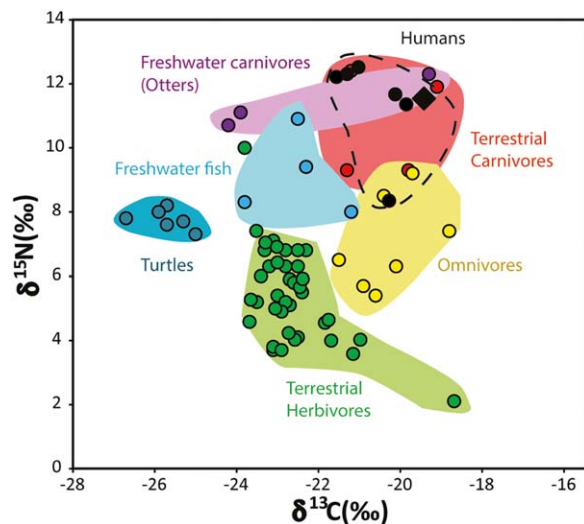 14
12
10
8
6
4
2
0
δ15N(‰)
Humans
Freshwater carnivores
(Otters)
Terrestrial
Carnivores
Freshwater fish
Turtles
Omnivores
Terrestrial
Herbivores
-28 -26 -24 -22 -20 -18 -16
δ13C(‰)